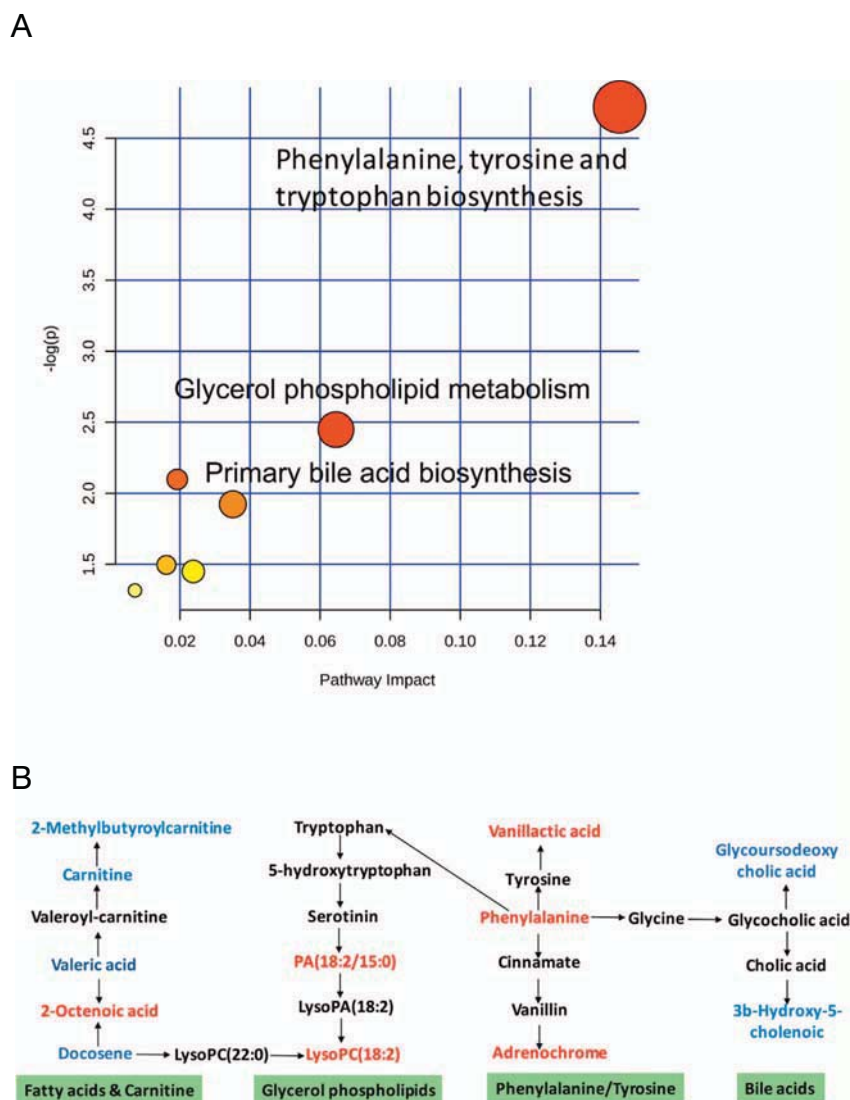 A
Phenylalanine, tyrosine and
tryptophan biosynthesis
Glycerol phospholipid metabolism
Primary bile acid biosynthesis
-log(p)
4.5
4.0
3.5
3.0
2.5
2.0
1.5
0.02 0.04 0.06 0.08 0.10 0.12 0.14
Pathway Impact
B
2-Methylbutyroylcarnitine
Carnitine
Valeroyl-carnitine
Valeric acid
2-Octenoic acid
Docosene
LysoPC(22:0)
LysoPC(18:2)
Fatty acids & Carnitine
Tryptophan
5-hydroxytryptophan
Serotinin
PA(18:2/15:0)
LysoPA(18:2)
Glycerol phospholipids
Vanillactic acid
Tyrosine
Phenylalanine
Glycine
Cinnamate
Vanillin
Adrenochrome
Phenylalanine/Tyrosine
Glycoursodeoxy
cholic acid
Glycocholic acid
Cholic acid
3b-Hydroxy-5-
cholenoic
Bile acids